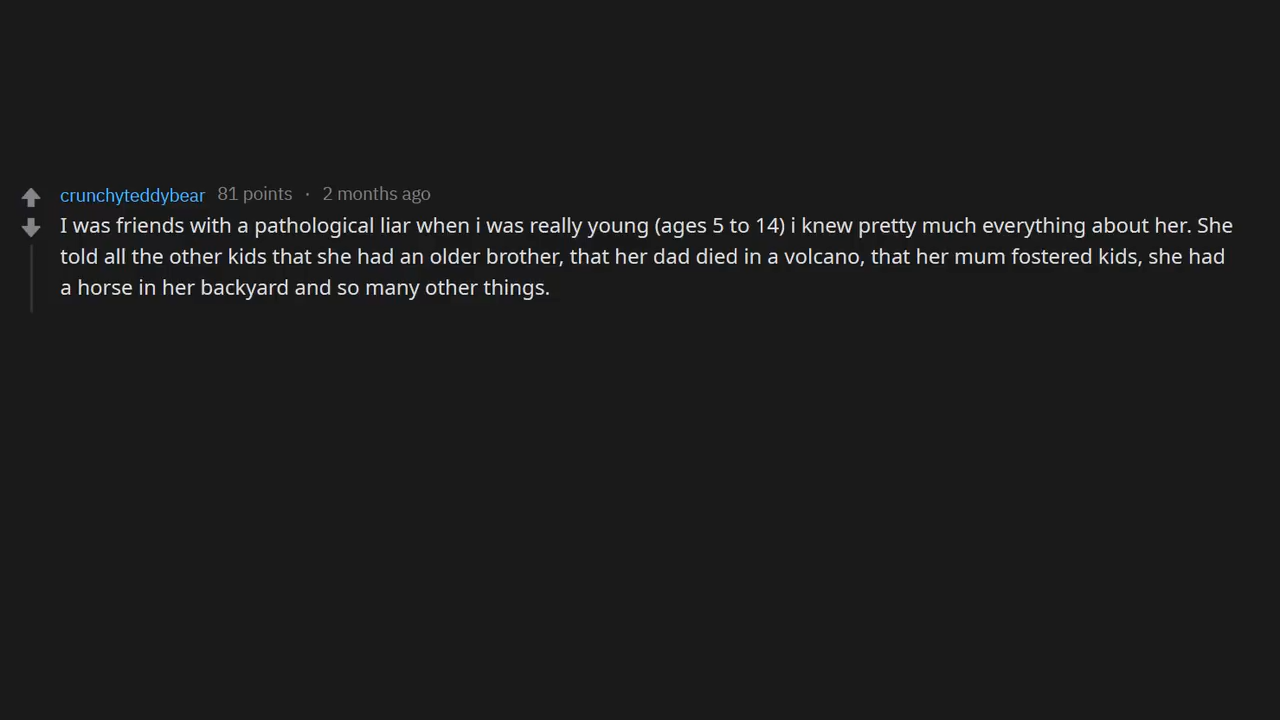 crunchyteddybear 81 points · 2 months ago
I was friends with a pathological liar when i was really young (ages 5 to 14) i knew pretty much everything about her. She
told all the other kids that she had an older brother, that her dad died in a volcano, that her mum fostered kids, she had
a horse in her backyard and so many other things.